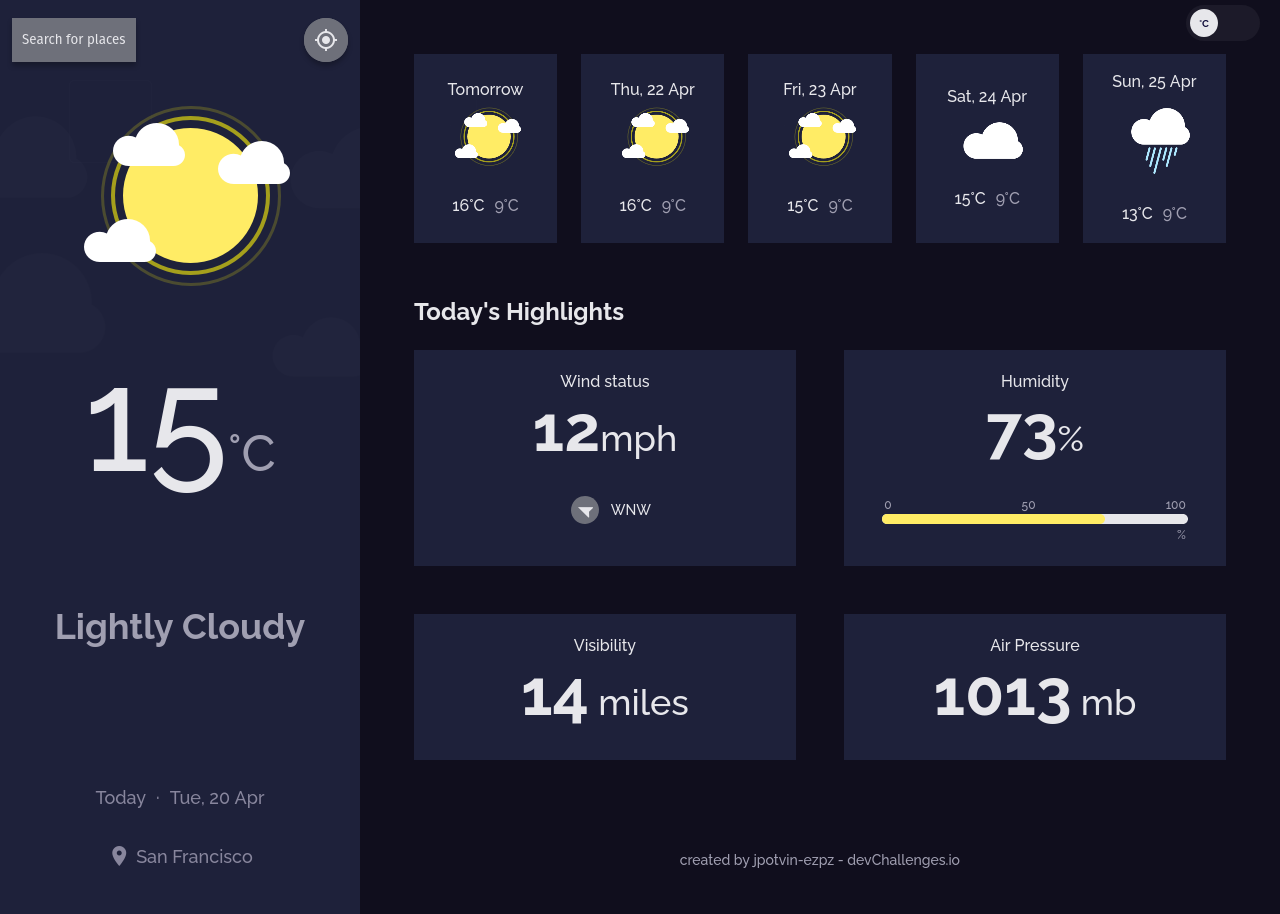 Search for places
15°C
Lightly Cloudy
Today · Tue, 20 Apr
San Francisco
°C
Tomorrow
16°C 9°C
Thu, 22 Apr
16°C 9°C
Fri, 23 Apr
15°C 9°C
Sat, 24 Apr
15°C 9°C
Sun, 25 Apr
13°C 9°C
Today's Highlights
Wind status
12mph
WNW
Humidity
73%
0 50 100
%
Visibility
14 miles
Air Pressure
1013 mb
created by jpotvin-ezpz - devChallenges.io